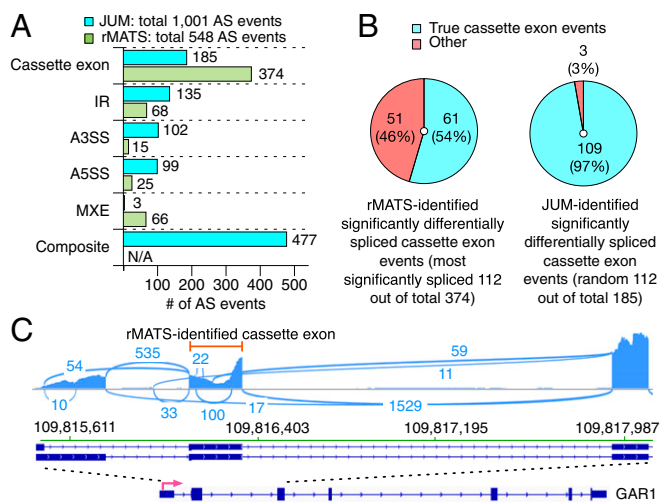 A
JUM: total 1,001 AS events
rMATS: total 548 AS events
Cassette exon
185
374
IR
135
68
A3SS
102
15
A5SS
99
25
MXE
3
66
Composite
477
N/A
100 200 300 400 500
# of AS events
B
True cassette exon events
Other
51
(46%)
61
(54%)
3
(3%)
109
(97%)
rMATS-identified
significantly differentially
spliced cassette exon
events (most
significantly spliced 112
out of total 374)
JUM-identified
significantly
differentially spliced
cassette exon
events (random 112
out of total 185)
C
rMATS-identified cassette exon
54
535
22
59
11
10
33
100
17
1529
109,815,611
109,816,403
109,817,195
109,817,987
GAR1